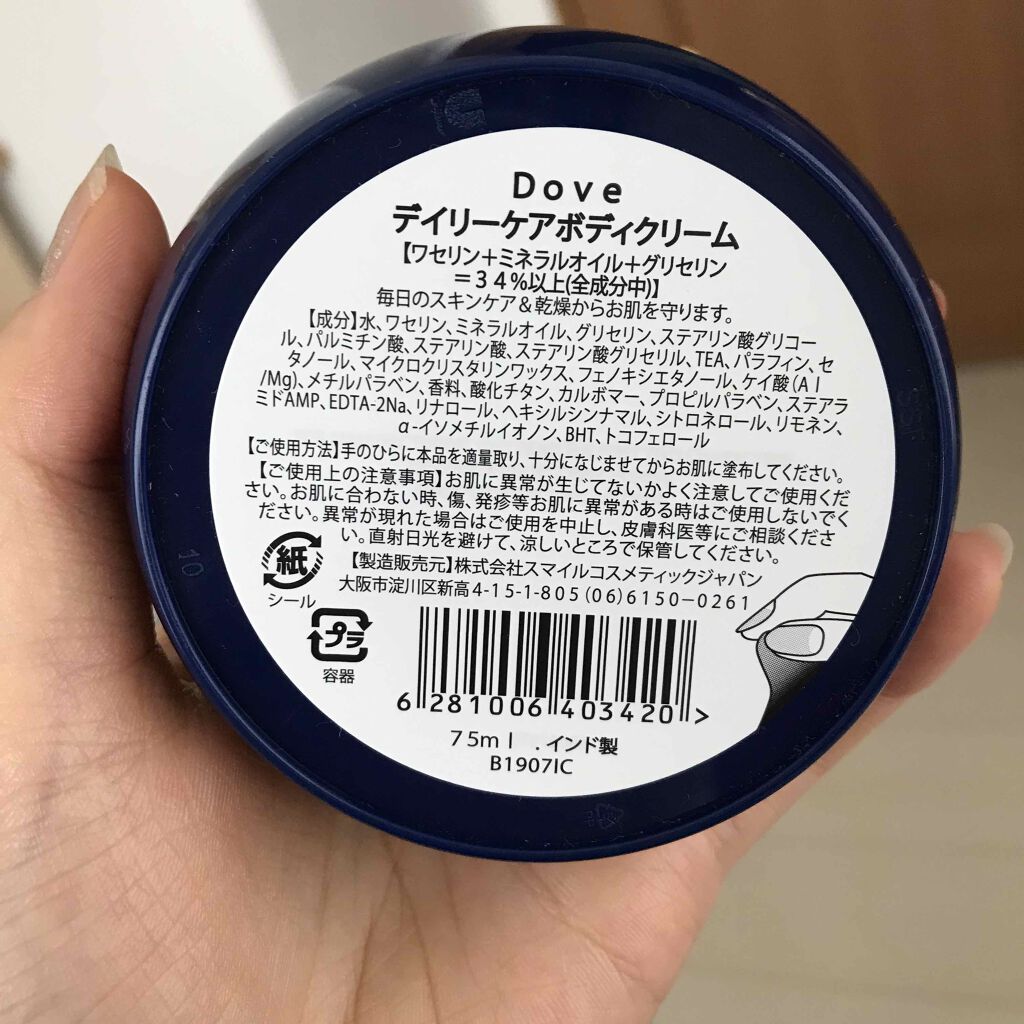 Dove
デイリーケアボディクリーム
【ワセリン＋ミネラルオイル＋グリセリン
＝３４％以上(全成分中)】
毎日のスキンケア＆乾燥からお肌を守ります。
【成分】水、ワセリン、ミネラルオイル、グリセリン、ステアリン酸グリコー
ル、パルミチン酸、ステアリン酸、ステアリン酸グリセリル、TEA、パラフィン、セ
タノール、マイクロクリスタリンワックス、フェノキシエタノール、ケイ酸（Ａｌ
/Mg)、メチルパラベン、香料、酸化チタン、カルボマー、プロピルパラベン、ステアラ
ミドAMP、EDTA-2Na、リナロール、ヘキシルシンナマル、シトロネロール、リモネン、
α-イソメチルイオノン、BHT、トコフェロール
【ご使用方法】手のひらに本品を適量取り、十分になじませてからお肌に塗布してください。
【ご使用上の注意事項】お肌に異常が生じてないかよく注意してご使用くだ
さい。お肌に合わない時、傷、発疹等お肌に異常がある時はご使用しないでく
ださい。異常が現れた場合はご使用を中止し、皮膚科医等にご相談くださ
い。直射日光を避けて、涼しいところで保管してください。
【製造販売元】株式会社スマイルコスメティックジャパン
大阪市淀川区新高4-15-1-805（06）6150−0261
紙
シール
プラ
容器
6 281006 403420 >
７５ｍｌ ．インド製
B1907IC
10